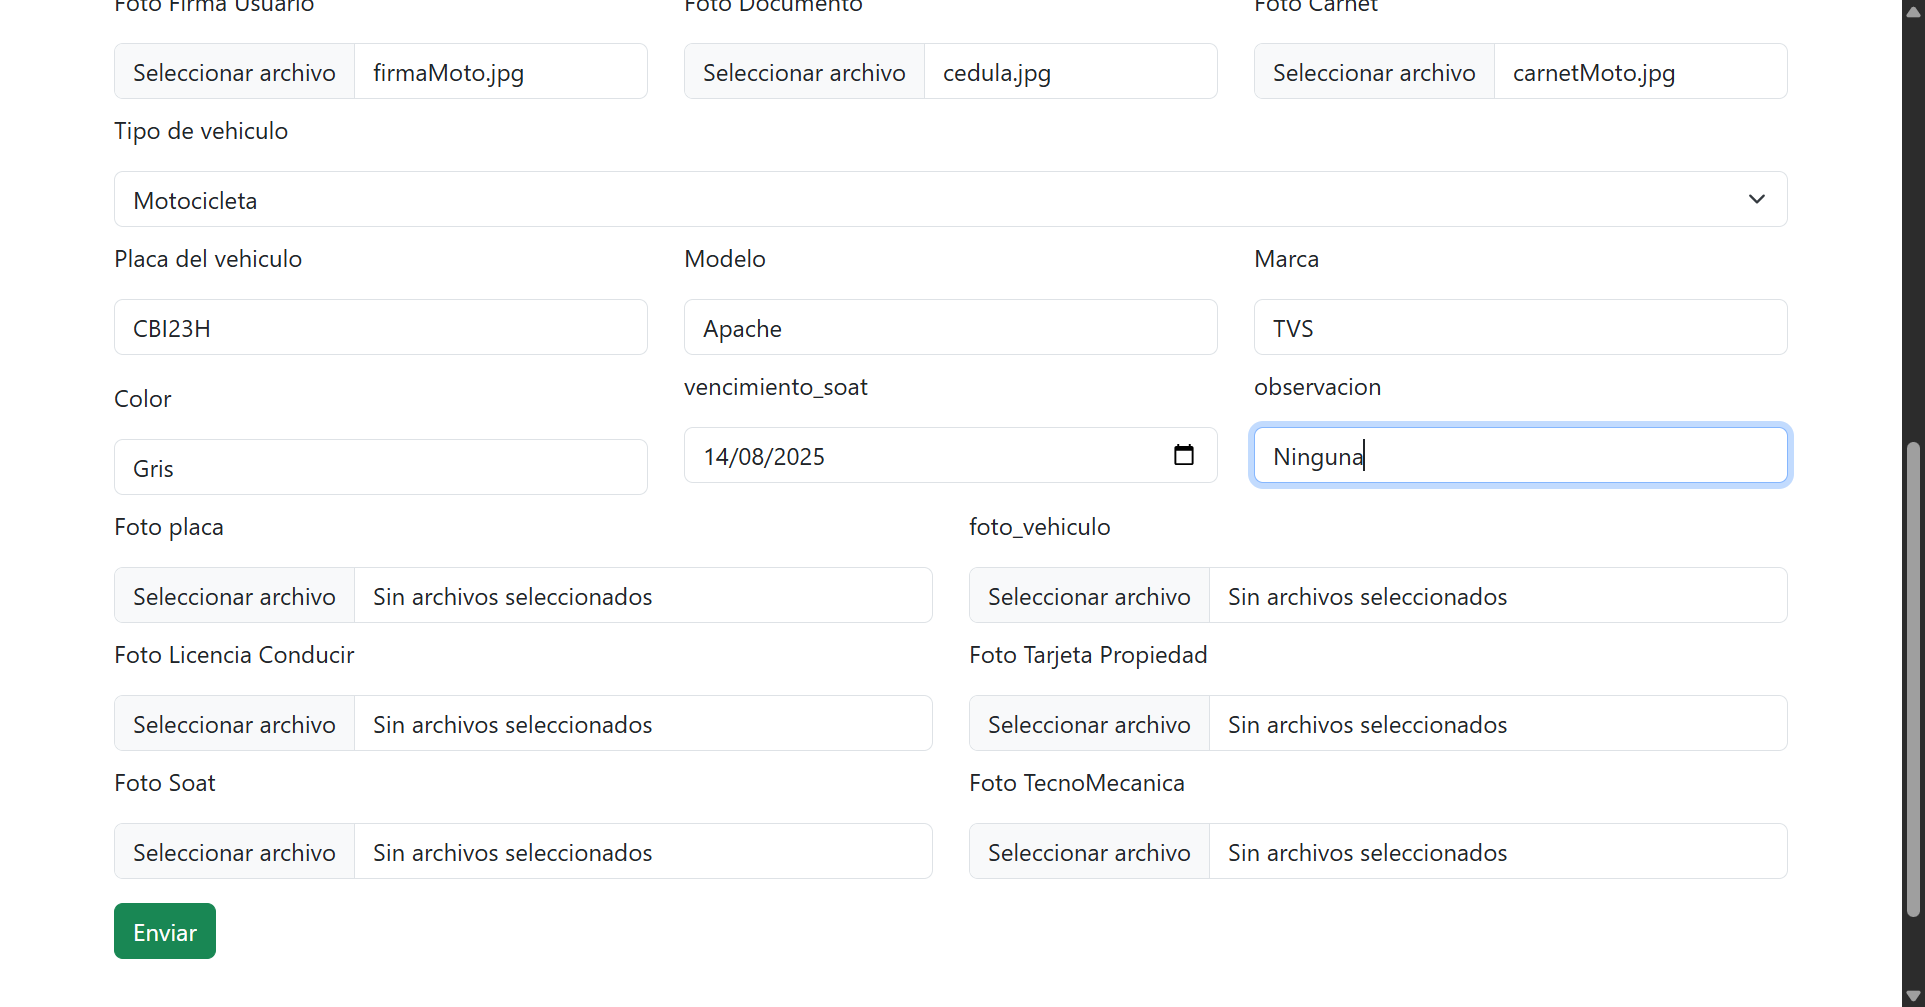 Foto Firma Usuario
Foto Documento
Foto Carnet
Seleccionar archivo firmaMoto.jpg
Seleccionar archivo cedula.jpg
Seleccionar archivo carnetMoto.jpg
Tipo de vehiculo
Motocicleta
Placa del vehiculo
Modelo
Marca
CBI23H
Apache
TVS
Color
vencimiento_soat
observacion
Gris
14/08/2025
Ninguna
Foto placa
foto_vehiculo
Seleccionar archivo Sin archivos seleccionados
Seleccionar archivo Sin archivos seleccionados
Foto Licencia Conducir
Foto Tarjeta Propiedad
Seleccionar archivo Sin archivos seleccionados
Seleccionar archivo Sin archivos seleccionados
Foto Soat
Foto TecnoMecanica
Seleccionar archivo Sin archivos seleccionados
Seleccionar archivo Sin archivos seleccionados
Enviar